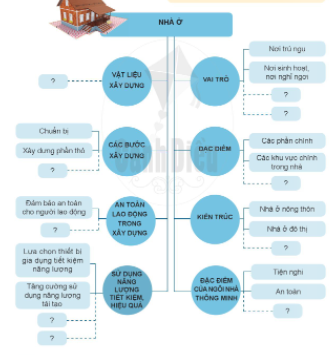 NHÀ Ở
VẬT LIỆU
XÂY DỰNG
?
CÁC BƯỚC
XÂY DỰNG
Chuẩn bị
Xây dựng phần thô
?
AN TOÀN
LAO ĐỘNG
TRONG
XÂY DỰNG
Đảm bảo an toàn
cho người lao động
?
SỬ DỤNG
NĂNG
LƯỢNG
TIẾT KIỆM,
HIỆU QUẢ
Lựa chọn thiết bị
gia dụng tiết kiệm
năng lượng
Tăng cường sử
dụng năng lượng
tái tạo
?
?
VAI TRÒ
Nơi trú ngụ
Nơi sinh hoạt,
nơi nghỉ ngơi
?
?
ĐẶC ĐIỂM
Các phần chính
Các khu vực chính
trong nhà
?
KIẾN TRÚC
Nhà ở nông thôn
Nhà ở đô thị
?
ĐẶC ĐIỂM
CỦA NGÔI NHÀ
THÔNG MINH
Tiện nghi
An toàn
?